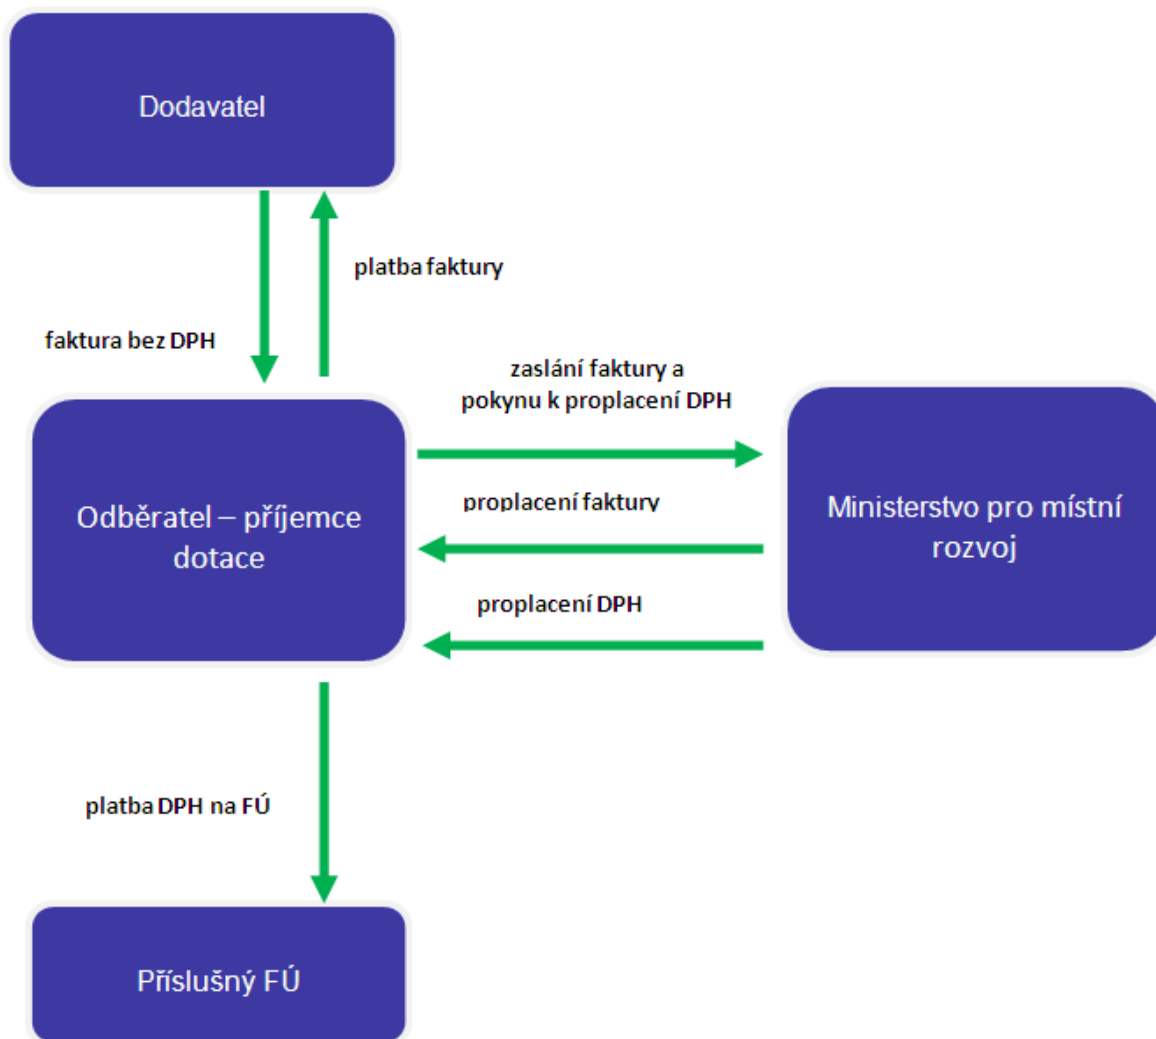 Dodavatel
platba faktury
faktura bez DPH
zaslání faktury a
pokynu k proplacení DPH
proplacení faktury
Odběratel – příjemce
dotace
Ministerstvo pro místní
rozvoj
proplacení DPH
platba DPH na FÚ
Příslušný FÚ